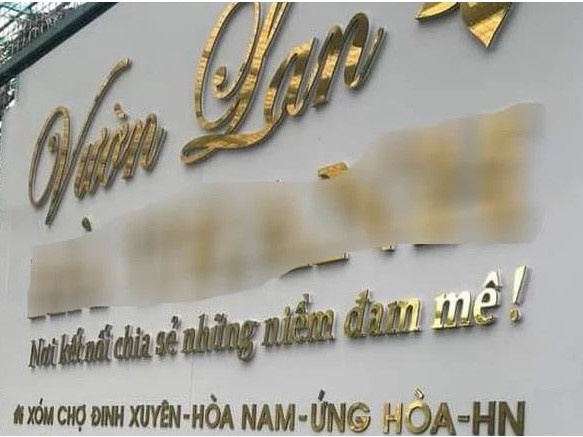 Vườn Lan
Nơi kết nối chia sẻ những niềm đam mê!
XÓM CHỢ ĐINH XUYÊN-HÒA NAM-ỨNG HÒA-HN